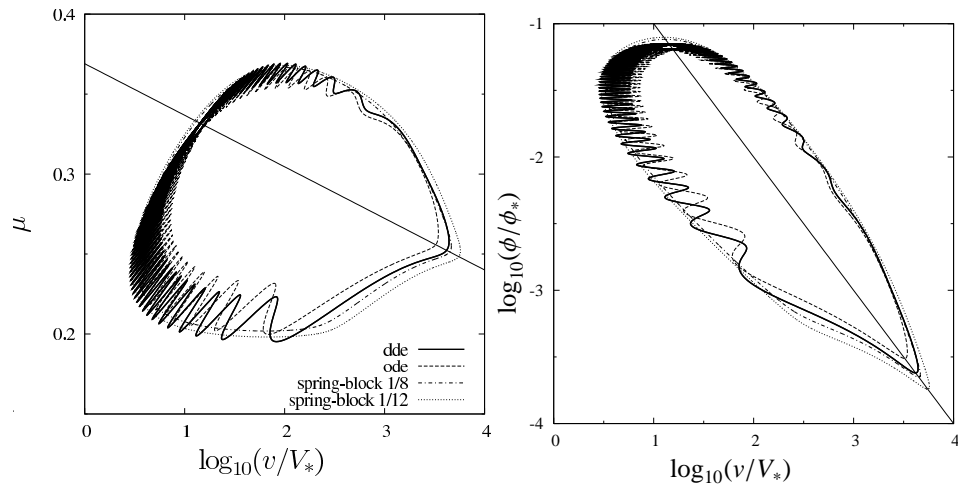 0.4
0.3
0.2
μ
0
1
2
3
4
log10(v/V*)
dde
ode
spring-block 1/8
spring-block 1/12
-1
-2
-3
-4
log10(ϕ/ϕ*)
0
1
2
3
4
log10(v/V*)